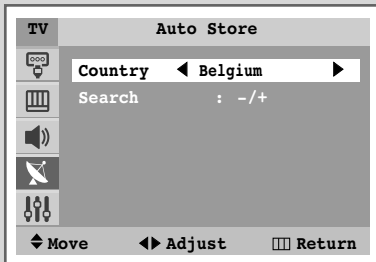 TV Auto Store
Country ◀ Belgium ▶
Search : -/+
Move Adjust Return